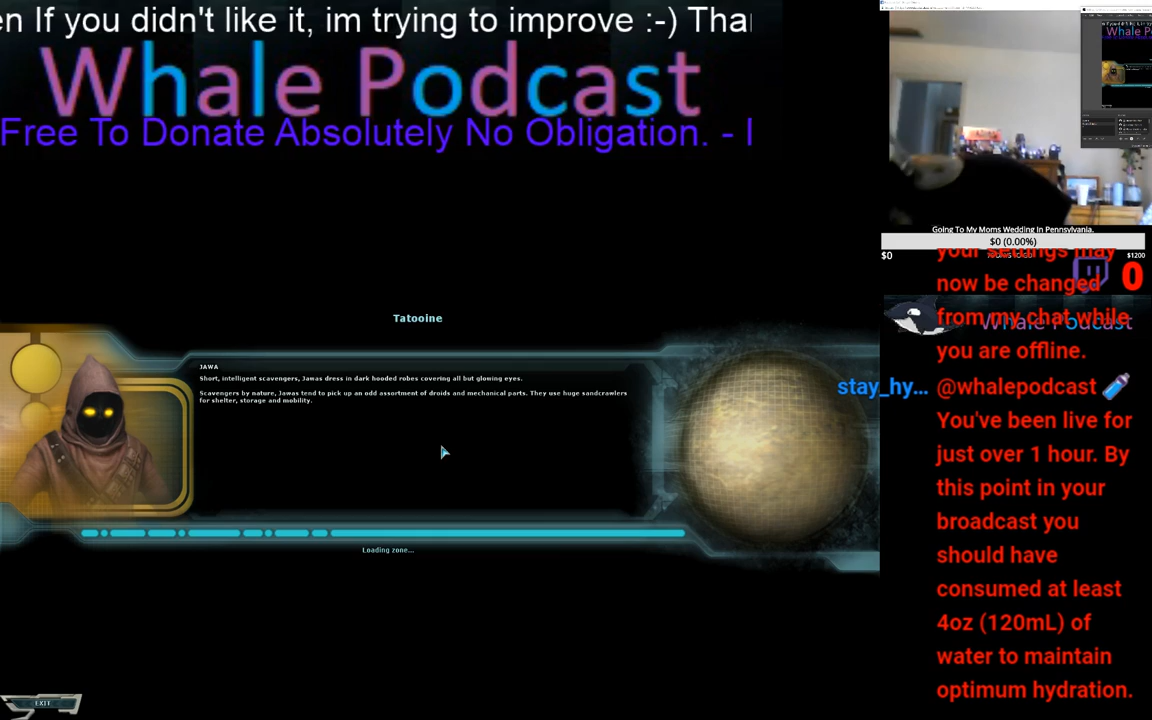 en If you didn't like it, im trying to improve :-) Tha
Whale Podcast
Free To Donate Absolutely No Obligation. -
Going To My Moms Wedding In Pennsylvania.
$0 (0.00%)
$0
$1200
0
your settings may
now be changed
from my chat while
you are offline.
Whale Podcast
stay_hy... @whalepodcast
You've been live for
just over 1 hour. By
this point in your
broadcast you
should have
consumed at least
4oz (120mL) of
water to maintain
optimum hydration.
Tatooine
JAWA
Short, intelligent scavengers, Jawas dress in dark hooded robes covering all but glowing eyes.
Scavengers by nature, Jawas tend to pick up an odd assortment of droids and mechanical parts. They use huge sandcrawlers
for shelter, storage and mobility.
Loading zone...
EXIT